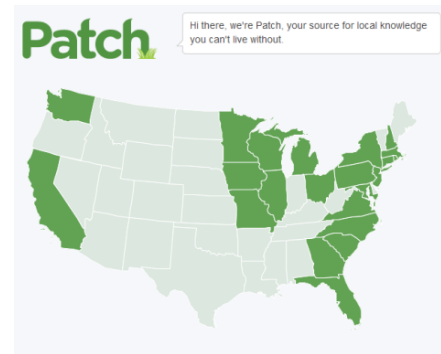 Patch
Hi there, we're Patch, your source for local knowledge
you can't live without.